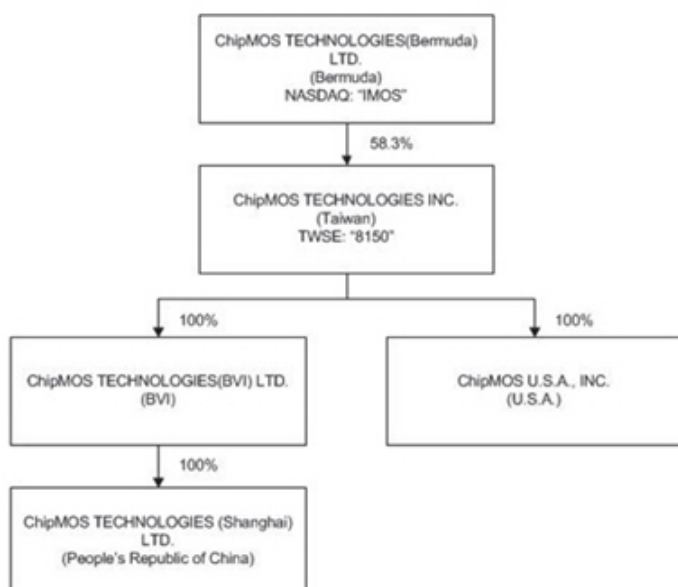 ChipMOS TECHNOLOGIES(Bermuda)
LTD.
(Bermuda)
NASDAQ: “IMOS”
58.3%
ChipMOS TECHNOLOGIES INC.
(Taiwan)
TWSE: “8150”
100%
100%
ChipMOS TECHNOLOGIES(BVI) LTD.
(BVI)
ChipMOS U.S.A., INC.
(U.S.A.)
100%
ChipMOS TECHNOLOGIES (Shanghai)
LTD.
(People’s Republic of China)